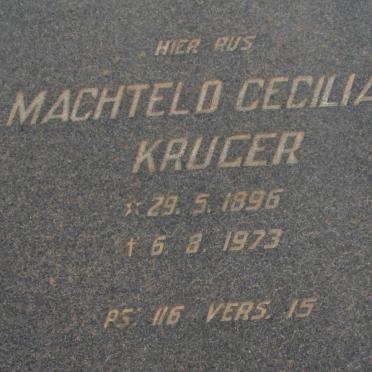 HIER RUS
MACHTELD CECILIA
KRUGER
☆ 29. 5. 1896
† 6. 8. 1973
PS. 116 VERS. 15